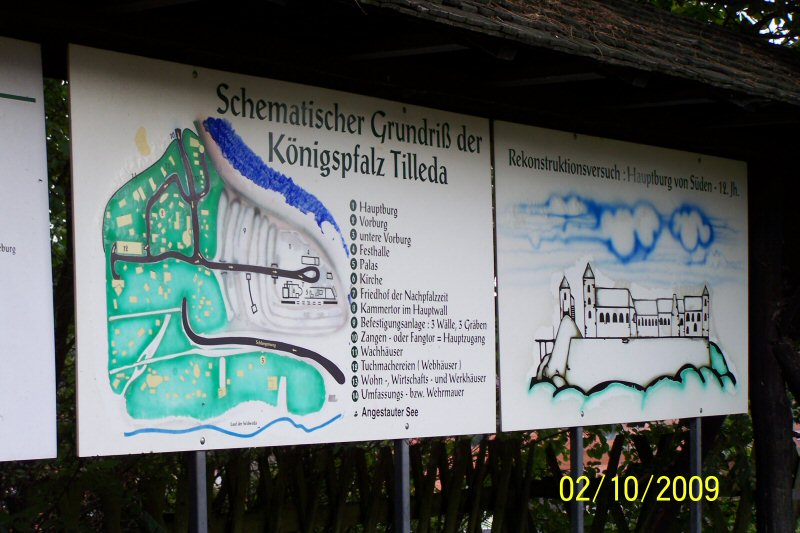 eburg
Schematischer Grundriß der
Königspfalz Tilleda
1 Hauptburg
2 Vorburg
3 untere Vorburg
4 Festhalle
5 Palas
6 Kirche
7 Friedhof der Nachpfalzeit
8 Kammertor im Hauptwall
9 Befestigungsanlage : 3 Wälle, 3 Gräben
10 Zangen - oder Fangtor = Hauptzugang
11 Wachhäuser
12 Tuchmachereien ( Webhäuser )
13 Wohn -, Wirtschafts - und Werkhäuser
14 Umfassungs - bzw. Wehrmauer
Angestauter See
Schlangenweg
Rekonstruktionsversuch : Hauptburg von Süden - 12. Jh.
02/10/2009